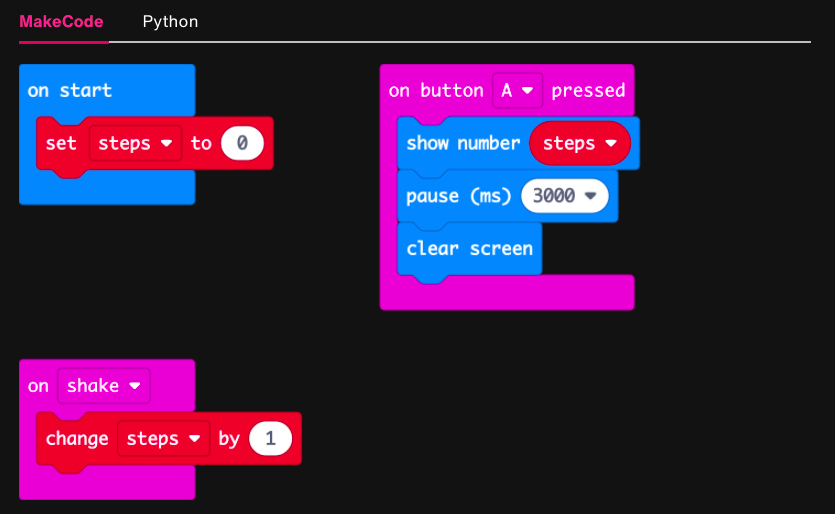 MakeCode Python
on start
set steps to 0
on button A pressed
show number steps
pause (ms) 3000
clear screen
on shake
change steps by 1